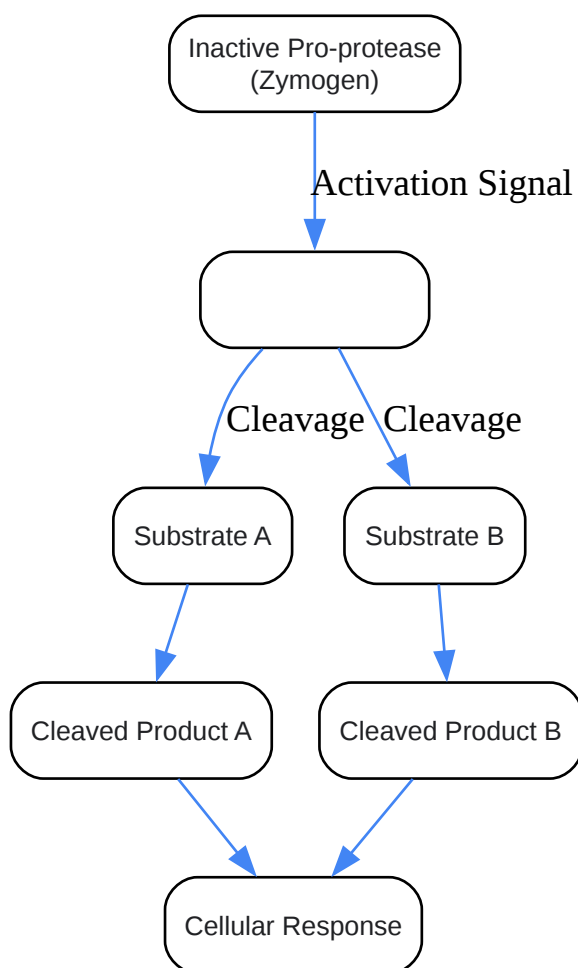 Inactive Pro-protease
(Zymogen)
Activation Signal
Cleavage
Cleavage
Substrate A
Substrate B
Cleaved Product A
Cleaved Product B
Cellular Response